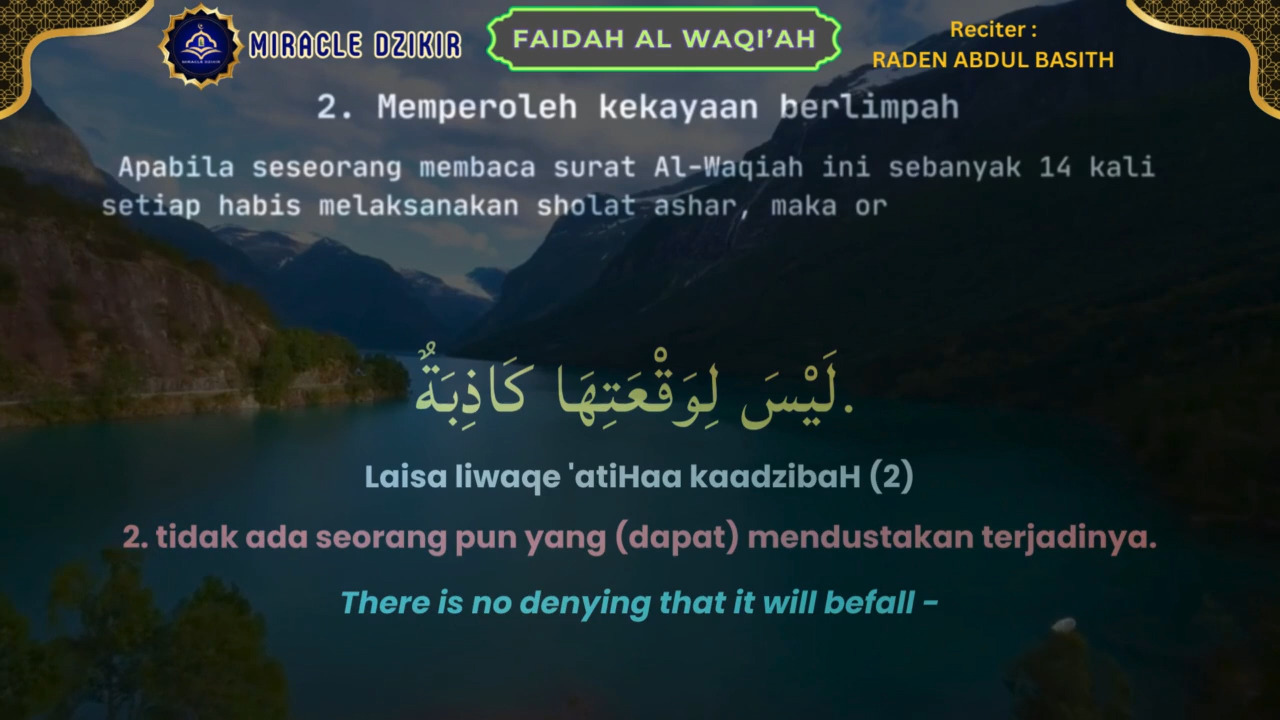 MIRACLE DZIKIR
FAIDAH AL WAQI’AH
Reciter :
RADEN ABDUL BASITH
2. Memperoleh kekayaan berlimpah
Apabila seseorang membaca surat Al-Waqiah ini sebanyak 14 kali
setiap habis melaksanakan sholat ashar, maka or
لَيْسَ لِوَقْعَتِهَا كَاذِبَةٌ.
Laisa liwaqe 'atiHaa kaadzibaH (2)
2. tidak ada seorang pun yang (dapat) mendustakan terjadinya.
There is no denying that it will befall –